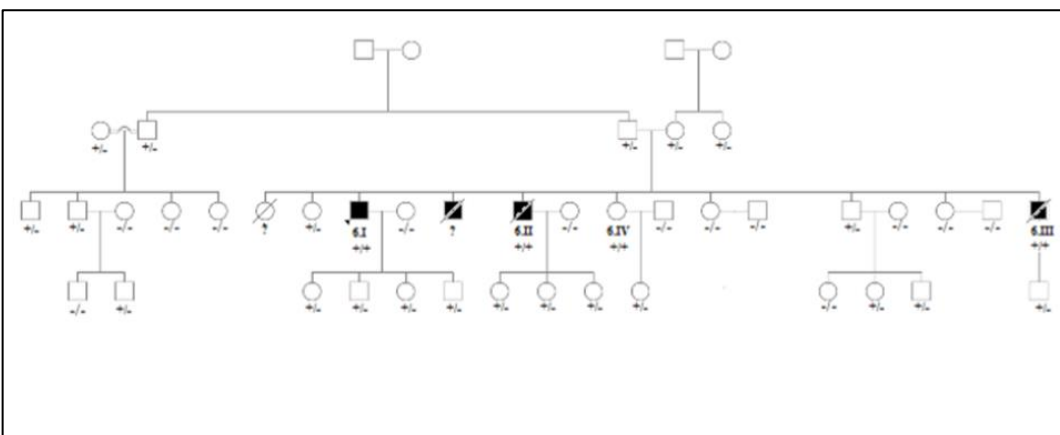 +/- +/- +/- +/- +/-
+/- +/- -/- -/- -/- ? +/- 6.I -/- ? 6.II -/- 6.IV -/- -/- -/- +/- -/- -/- -/- 6.III
+/+ +/+ +/+ +/+
-/- +/- +/- +/- +/- +/- +/- +/- +/- +/- -/- +/- +/- +/-